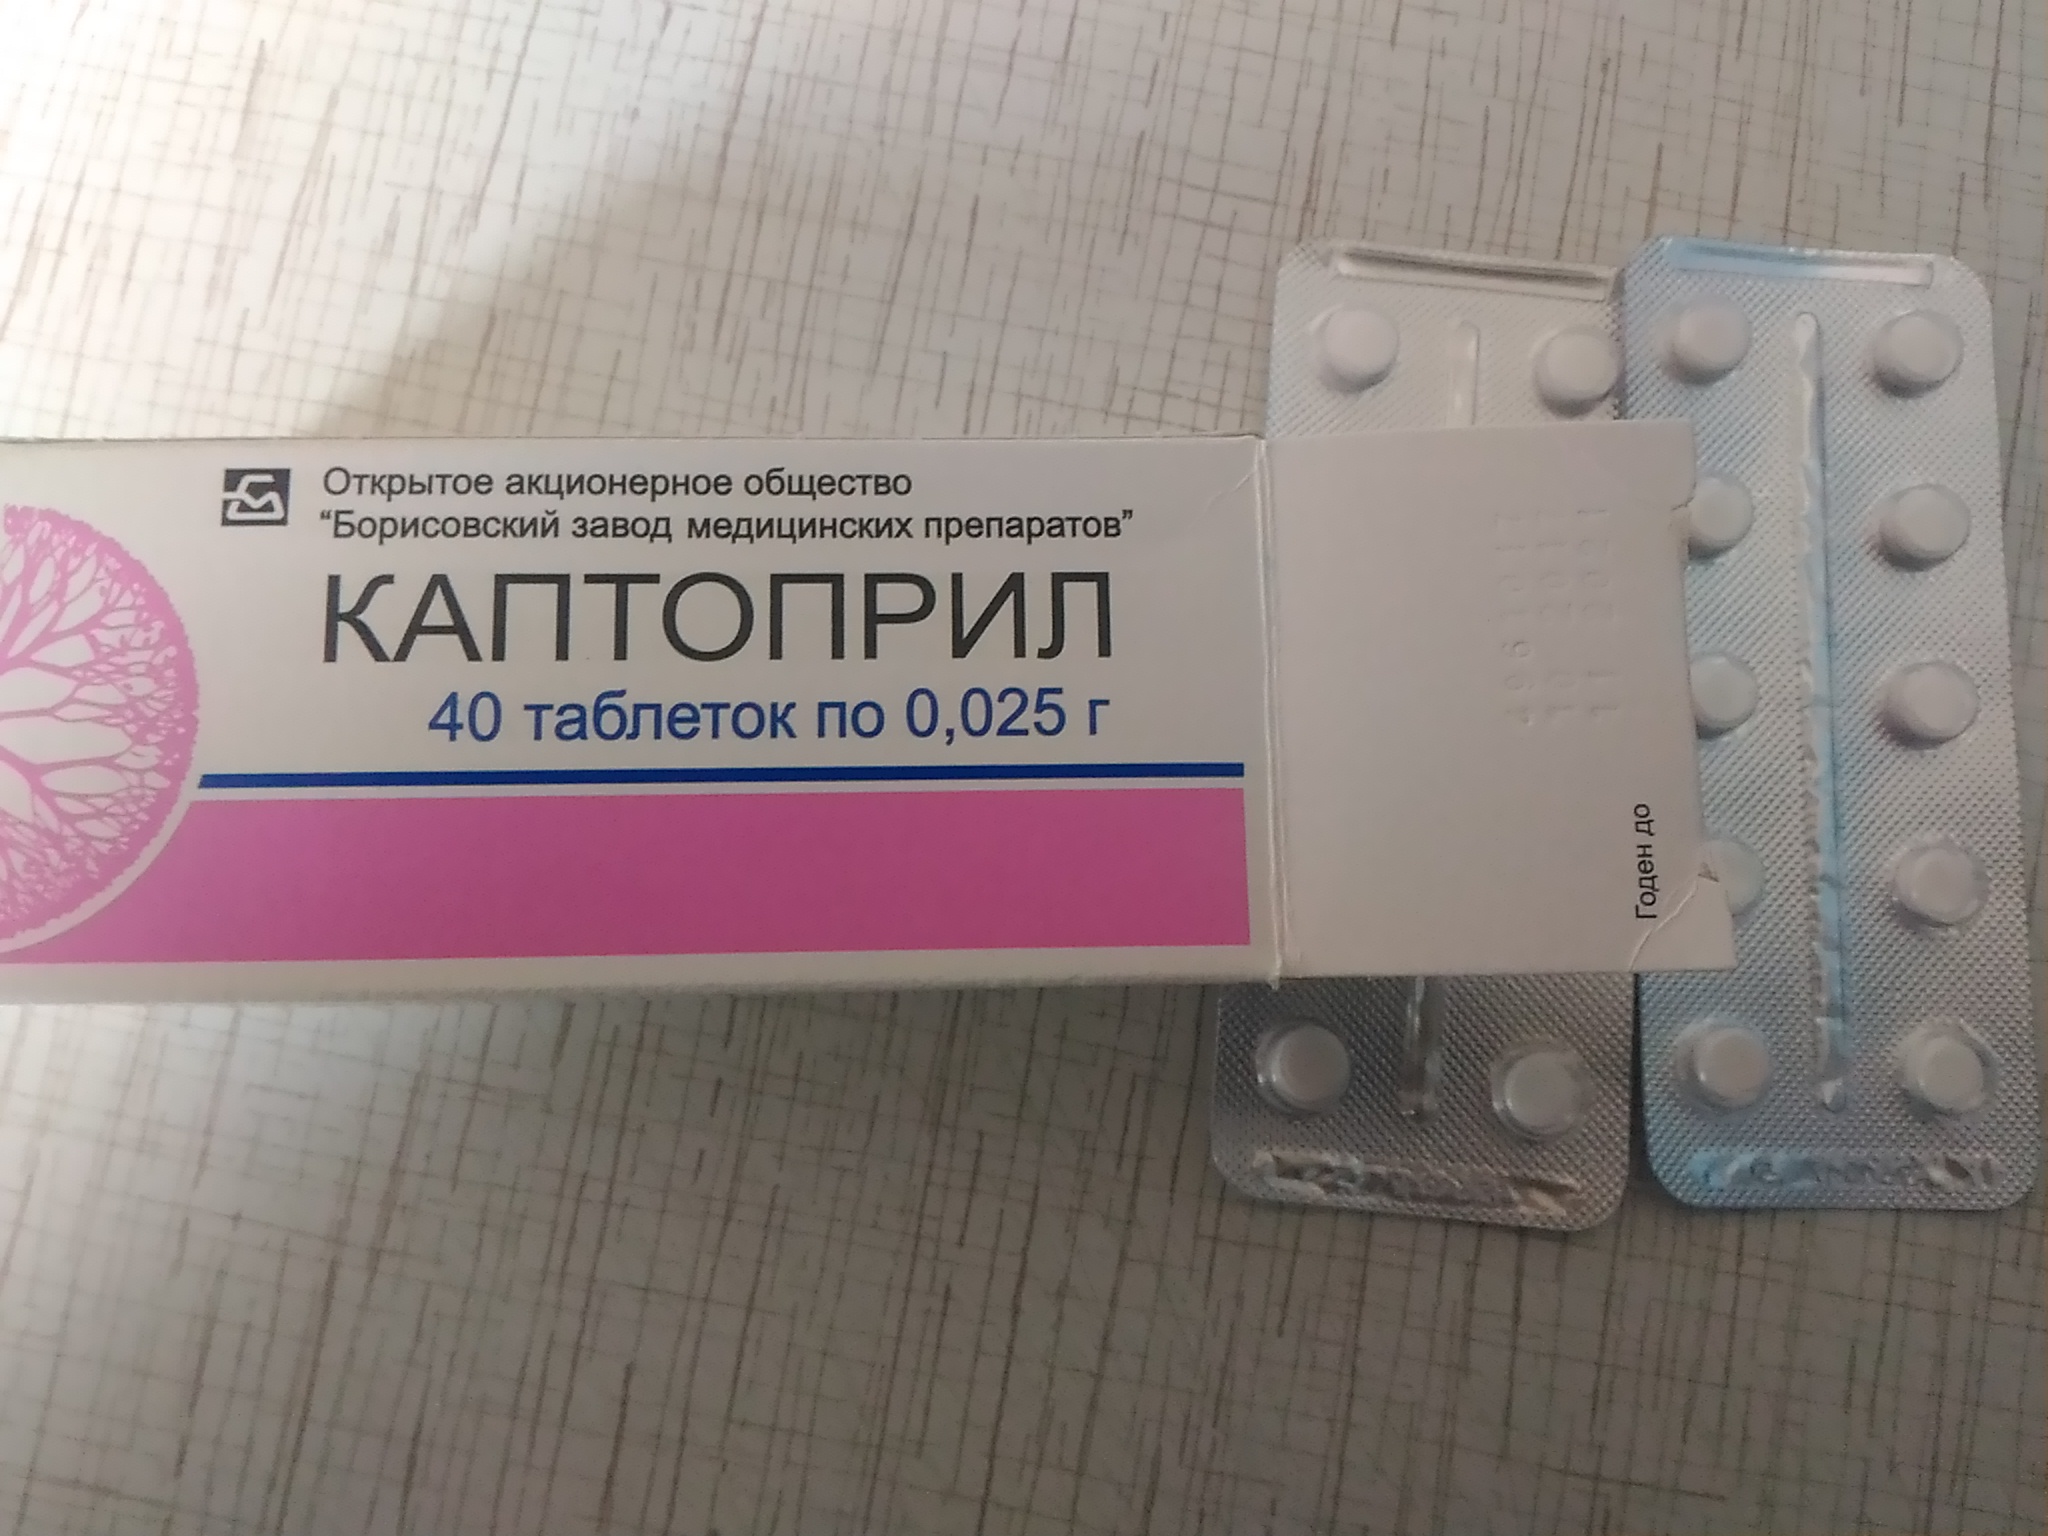 Открытое акционерное общество
“Борисовский завод медицинских препаратов”
КАПТОПРИЛ
40 таблеток по 0,025 г
Годен до